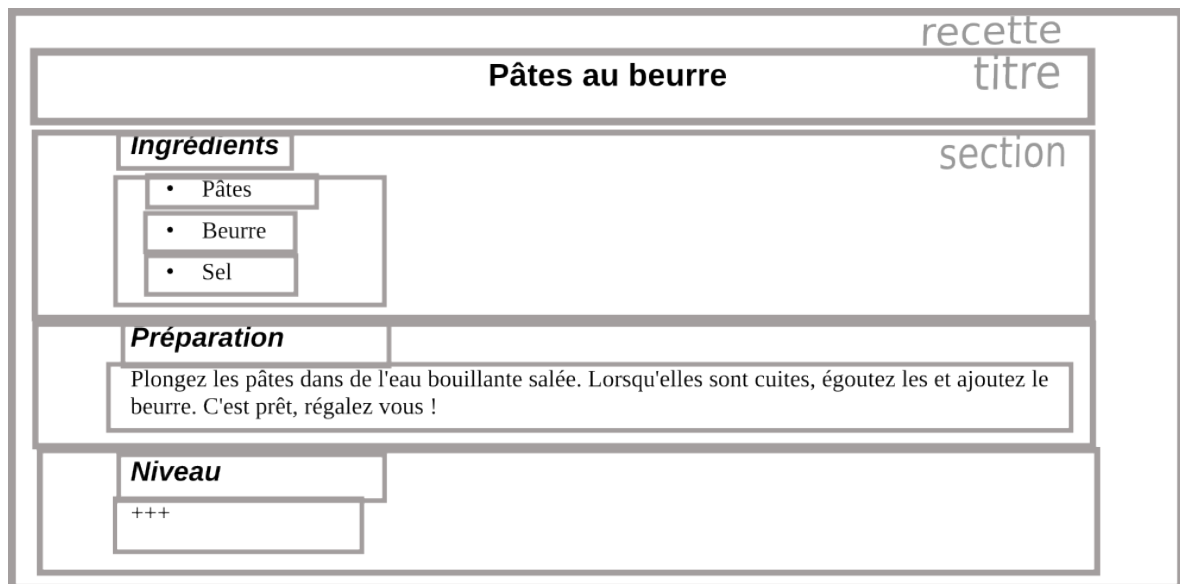 recette
Pâtes au beurre
titre
Ingrédients
section
• Pâtes
• Beurre
• Sel
Préparation
Plongez les pâtes dans de l'eau bouillante salée. Lorsqu'elles sont cuites, égoutez les et ajoutez le
beurre. C'est prêt, régalez vous !
Niveau
+++